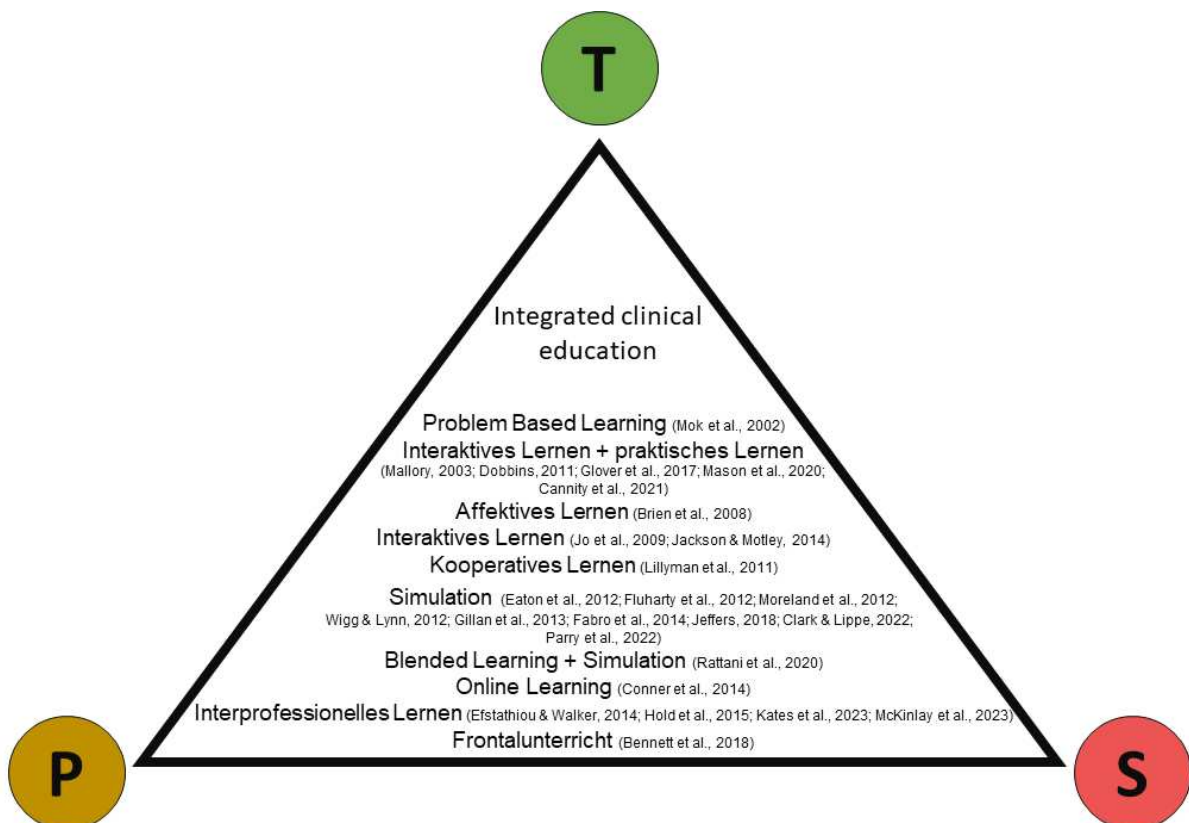 T
Integrated clinical
education
Problem Based Learning (Mok et al., 2002)
Interaktives Lernen + praktisches Lernen
(Mallory, 2003; Dobbins, 2011; Glover et al., 2017; Mason et al., 2020;
Cannity et al., 2021)
Affektives Lernen (Brien et al., 2008)
Interaktives Lernen (Jo et al., 2009; Jackson & Motley, 2014)
Kooperatives Lernen (Lillyman et al., 2011)
Simulation (Eaton et al., 2012; Fluharty et al., 2012; Moreland et al., 2012;
Wigg & Lynn, 2012; Gillan et al., 2013; Fabro et al., 2014; Jeffers, 2018; Clark & Lippe, 2022;
Parry et al., 2022)
Blended Learning + Simulation (Rattani et al., 2020)
Online Learning (Conner et al., 2014)
Interprofessionelles Lernen (Efstathiou & Walker, 2014; Hold et al., 2015; Kates et al., 2023; McKinlay et al., 2023)
Frontalunterricht (Bennett et al., 2018)
P
S